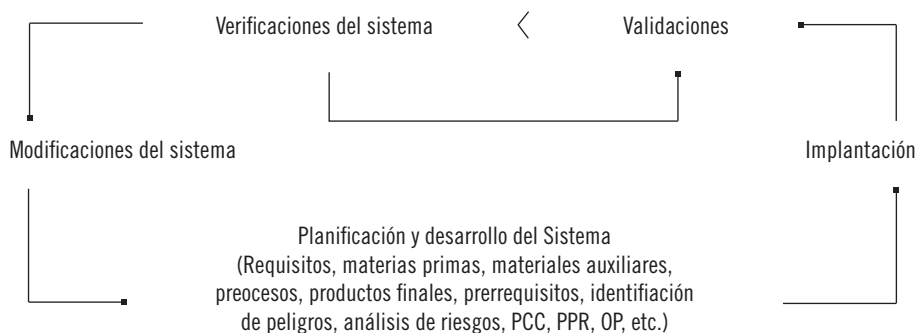 Verificaciones del sistema
Validaciones
Modificaciones del sistema
Implantación
Planificación y desarrollo del Sistema
(Requisitos, materias primas, materiales auxiliares,
preocesos, productos finales, prerrequisitos, identifiación
de peligros, análisis de riesgos, PCC, PPR, OP, etc.)